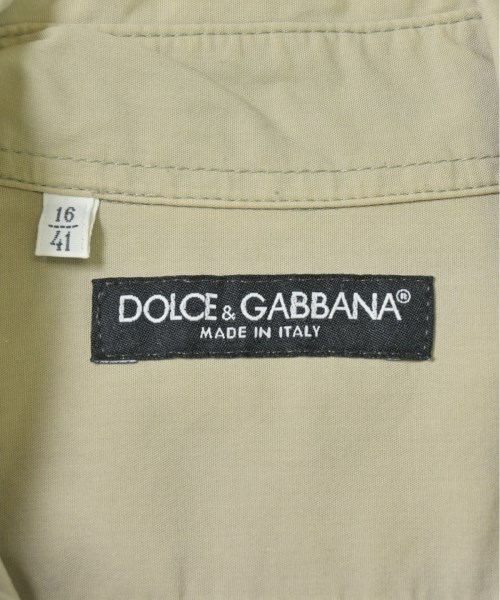 16
41
DOLCE & GABBANA®
MADE IN ITALY